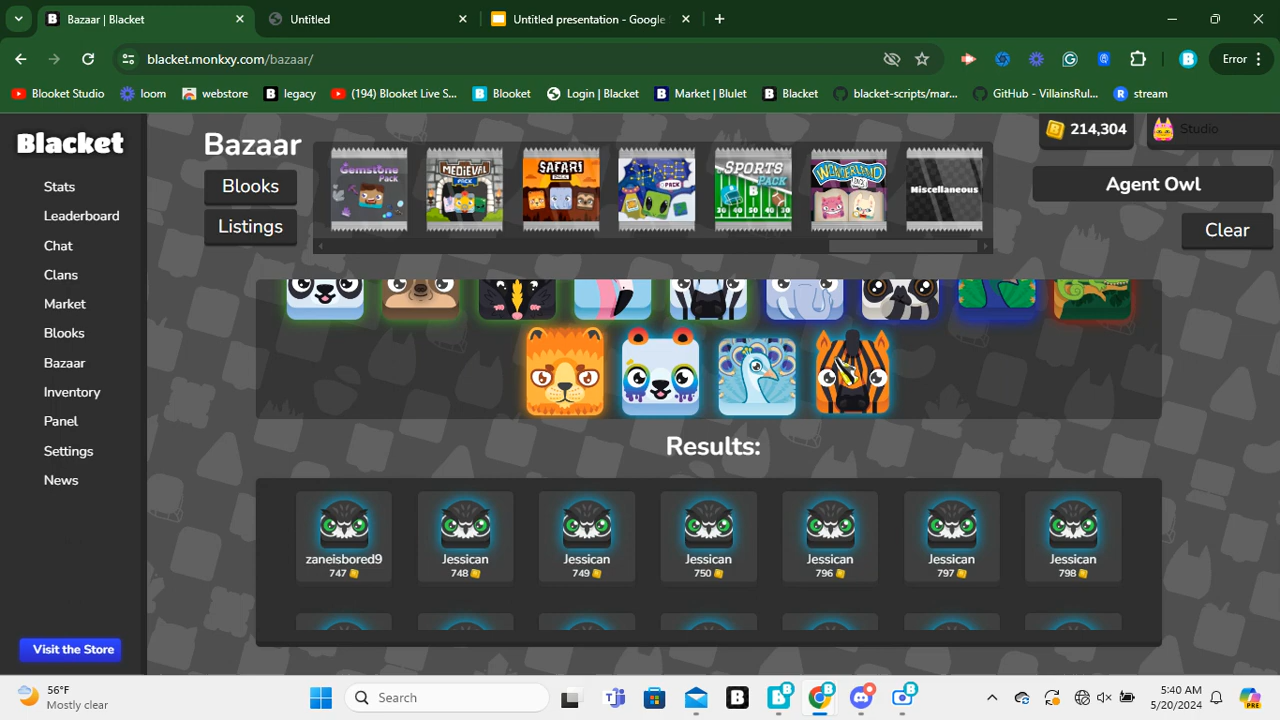 Bazaar | Blacket
Untitled
Untitled presentation - Google
blacket.monkxy.com/bazaar/
Error
Blooket Studio
loom
webstore
legacy
(194) Blooket Live S...
Blooket
Login | Blacket
Market | Blulet
Blacket
blacket-scripts/mar...
GitHub - VillainsRul...
stream
Blacket
Stats
Leaderboard
Chat
Clans
Market
Blooks
Bazaar
Inventory
Panel
Settings
News
Visit the Store
Bazaar
Blooks
Listings
Gemstone
Pack
MEDIEVAL
PACK
SAFARI
PACK
PACK
SPORTS
PACK
WONDERLAND
PACK
Miscellaneous
214,304
Studio
Agent Owl
Clear
Results:
zaneisbored9
747
Jessican
748
Jessican
749
Jessican
750
Jessican
796
Jessican
797
Jessican
798
56°F
Mostly clear
Search
5:40 AM
5/20/2024
PRE